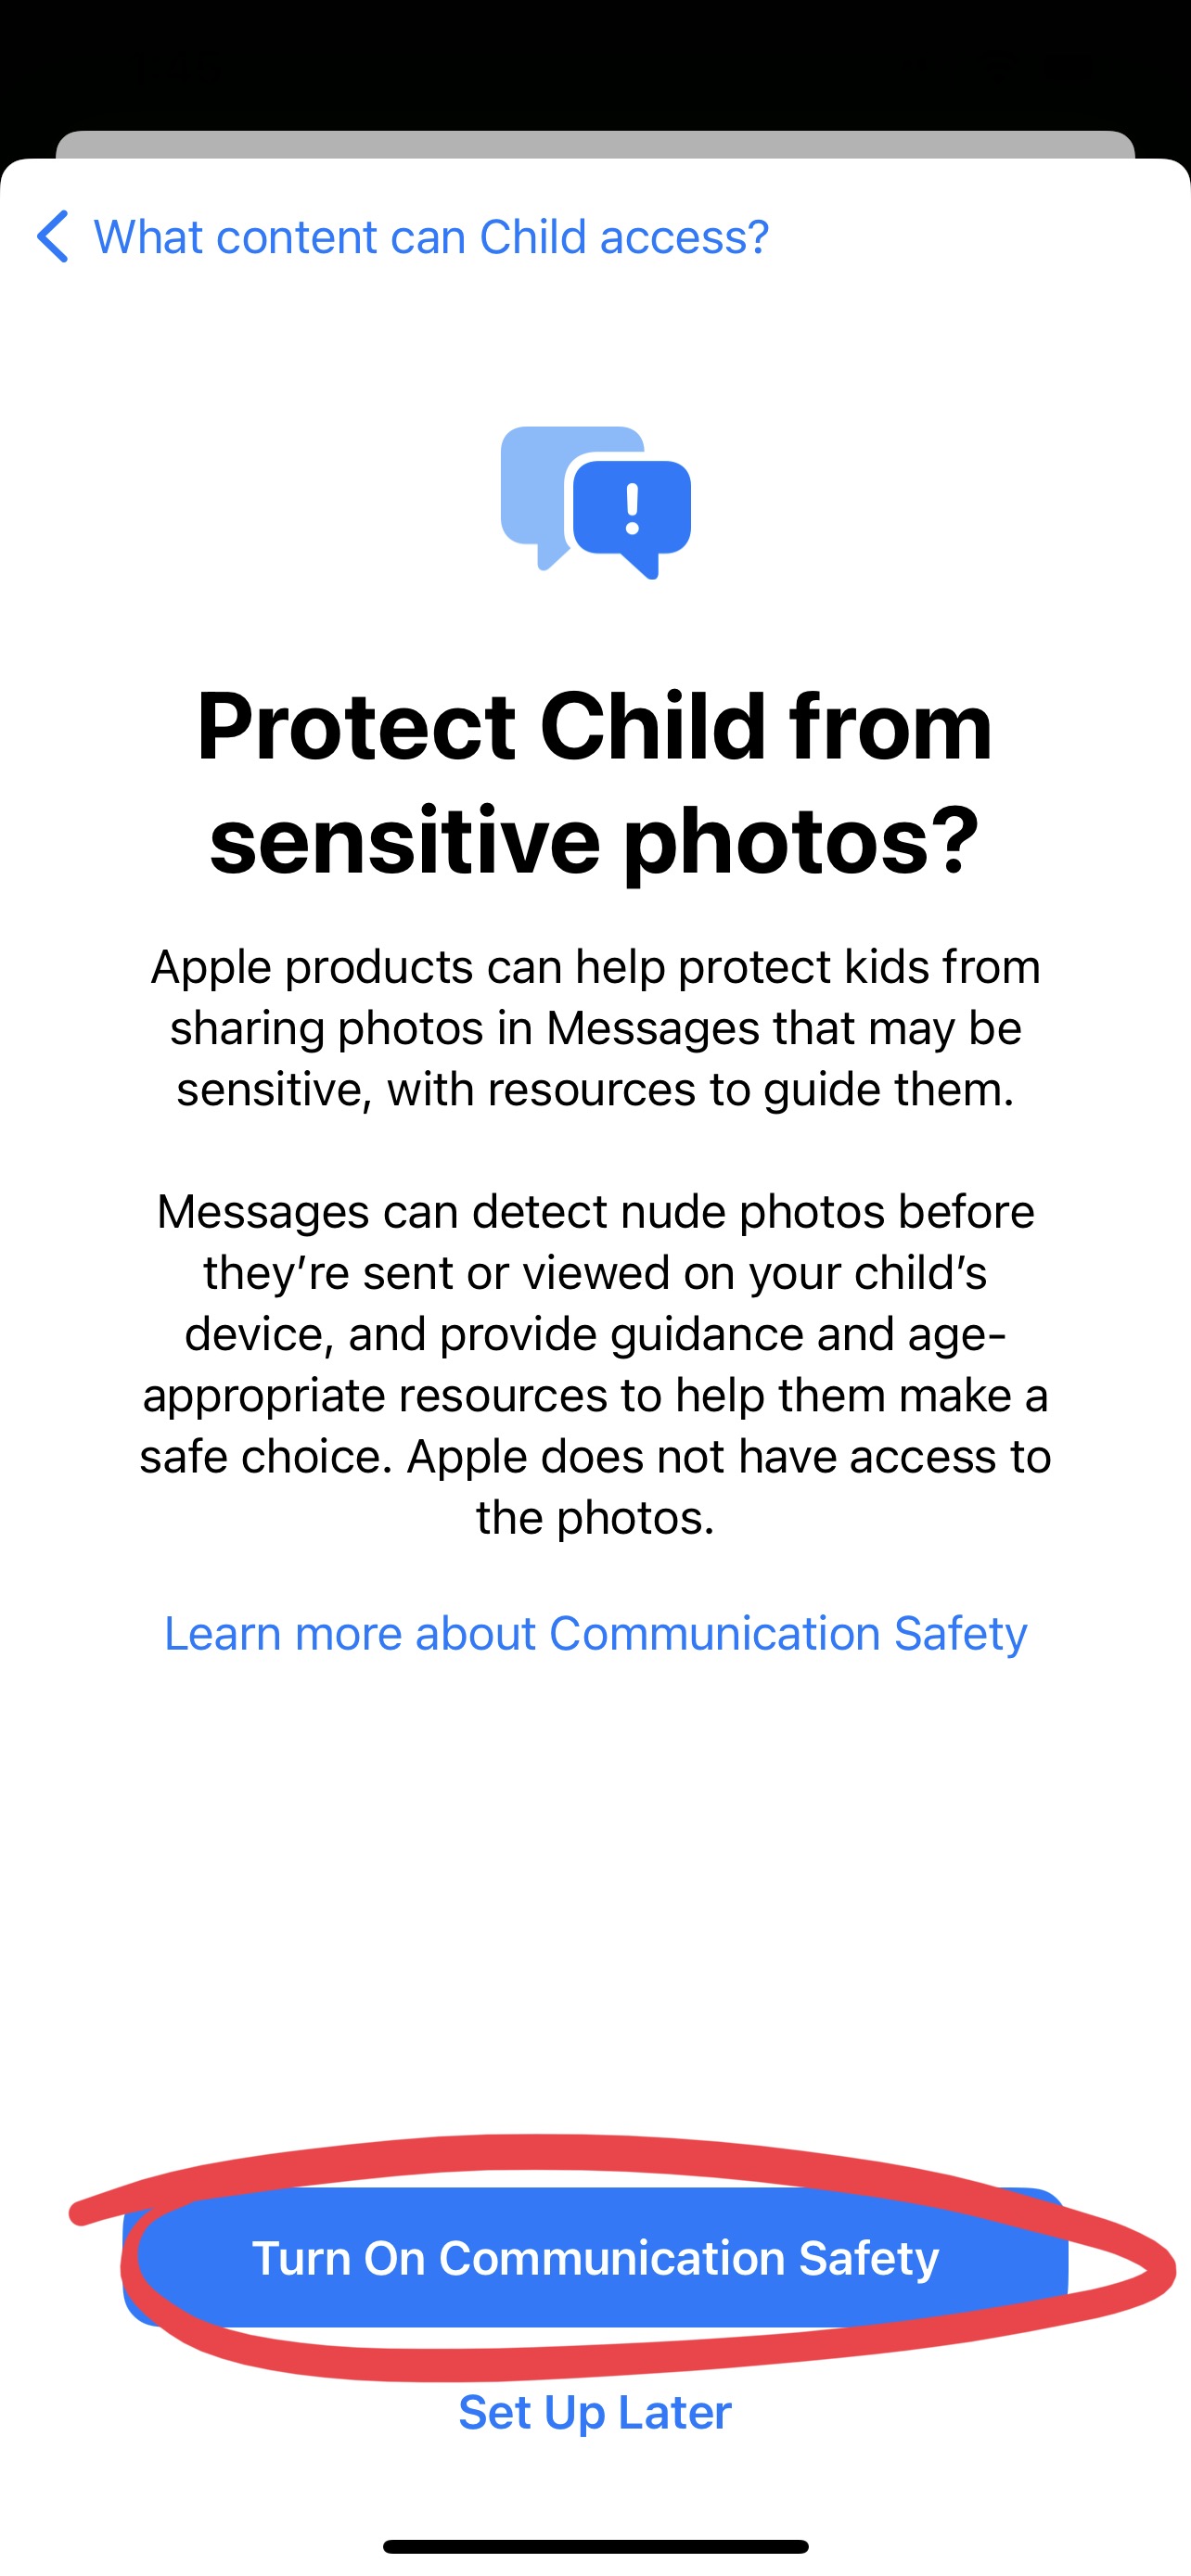 What content can Child access?
!
Protect Child from
sensitive photos?
Apple products can help protect kids from
sharing photos in Messages that may be
sensitive, with resources to guide them.
Messages can detect nude photos before
they’re sent or viewed on your child’s
device, and provide guidance and age-
appropriate resources to help them make a
safe choice. Apple does not have access to
the photos.
Learn more about Communication Safety
Turn On Communication Safety
Set Up Later